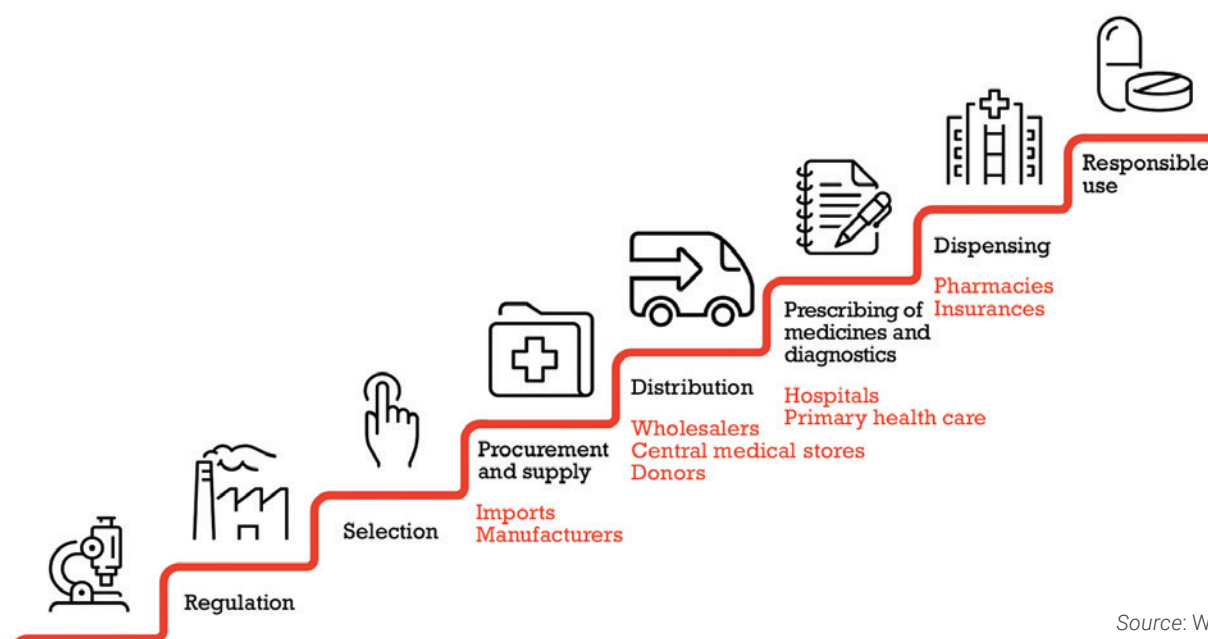 Responsible
use
Dispensing
Pharmacies
Insurances
Prescribing of
medicines and
diagnostics
Hospitals
Primary health care
Distribution
Wholesalers
Central medical stores
Donors
Procurement
and supply
Imports
Manufacturers
Selection
Regulation
Source: W